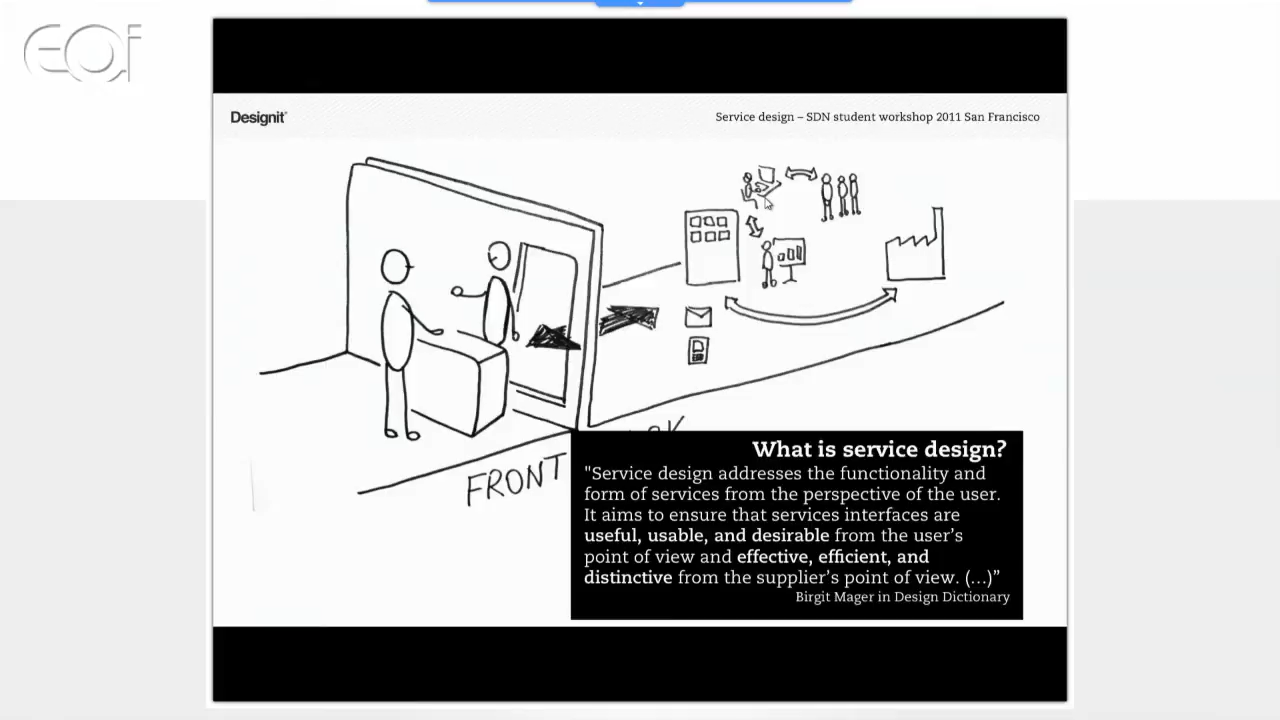 EAI
Designit
Service design – SDN student workshop 2011 San Francisco
FRONT
What is service design?
"Service design addresses the functionality and
form of services from the perspective of the user.
It aims to ensure that services interfaces are
useful, usable, and desirable from the user's
point of view and effective, efficient, and
distinctive from the supplier's point of view. (...)"
Birgit Mager in Design Dictionary